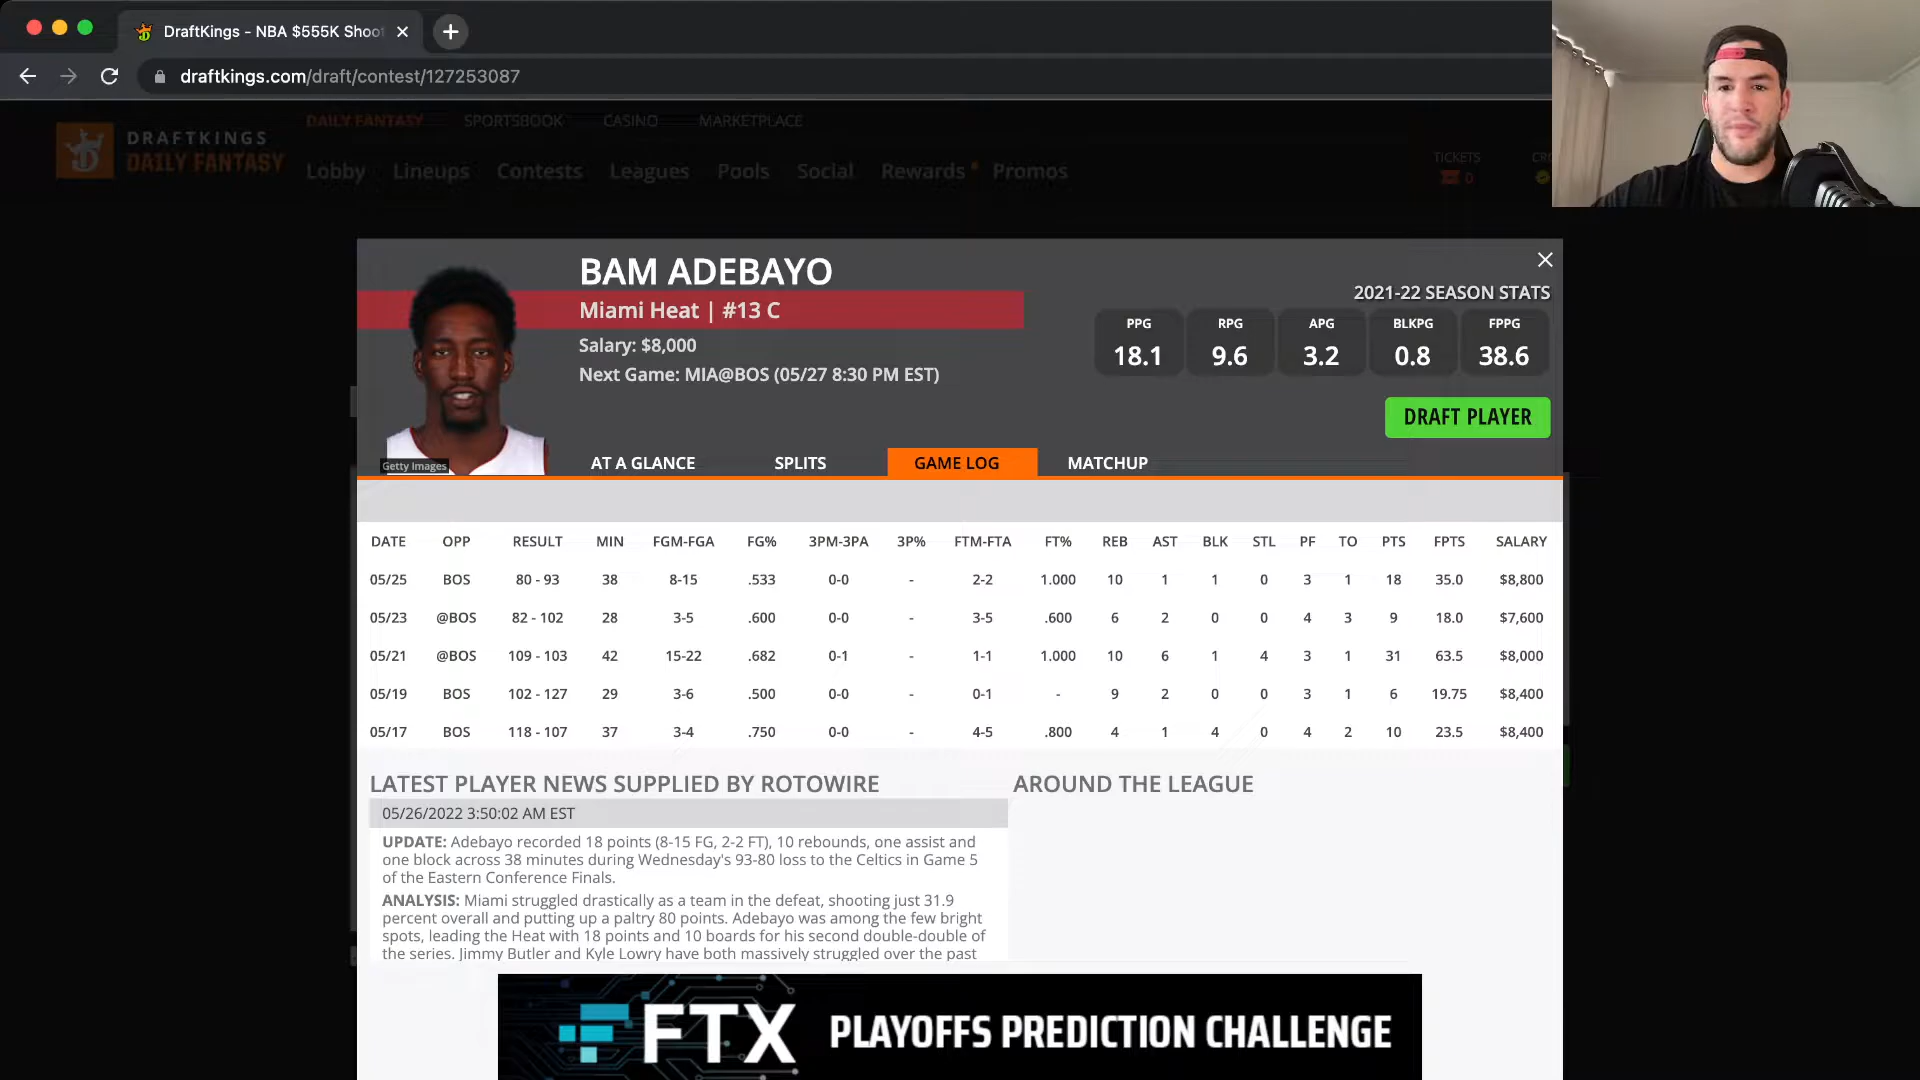 DraftKings - NBA $555K Shoo
draftkings.com/draft/contest/127253087
DAILY FANTASY SPORTSBOOK CASINO MARKETPLACE
DRAFTKINGS
DAILY FANTASY
Lobby Lineups Contests Leagues Pools Social Rewards Promos
TICKETS
0
BAM ADEBAYO
Miami Heat | #13 C
Salary: $8,000
Next Game: MIA@BOS (05/27 8:30 PM EST)
2021-22 SEASON STATS
PPG RPG APG BLKPG FPPG
18.1 9.6 3.2 0.8 38.6
DRAFT PLAYER
Getty Images
AT A GLANCE SPLITS GAME LOG MATCHUP
DATE OPP RESULT MIN FGM-FGA FG% 3PM-3PA 3P% FTM-FTA FT% REB AST BLK STL PF TO PTS FPTS SALARY
05/25 BOS 80 - 93 38 8-15 .533 0-0 - 2-2 1.000 10 1 1 0 3 1 18 35.0 $8,800
05/23 @BOS 82 - 102 28 3-5 .600 0-0 - 3-5 .600 6 2 0 0 4 3 9 18.0 $7,600
05/21 @BOS 109 - 103 42 15-22 .682 0-1 - 1-1 1.000 10 6 1 4 3 1 31 63.5 $8,000
05/19 BOS 102 - 127 29 3-6 .500 0-0 - 0-1 - 9 2 0 0 3 1 6 19.75 $8,400
05/17 BOS 118 - 107 37 3-4 .750 0-0 - 4-5 .800 4 1 4 0 4 2 10 23.5 $8,400
LATEST PLAYER NEWS SUPPLIED BY ROTOWIRE
AROUND THE LEAGUE
05/26/2022 3:50:02 AM EST
UPDATE: Adebayo recorded 18 points (8-15 FG, 2-2 FT), 10 rebounds, one assist and
one block across 38 minutes during Wednesday's 93-80 loss to the Celtics in Game 5
of the Eastern Conference Finals.
ANALYSIS: Miami struggled drastically as a team in the defeat, shooting just 31.9
percent overall and putting up a paltry 80 points. Adebayo was among the few bright
spots, leading the Heat with 18 points and 10 boards for his second double-double of
the series. Jimmy Butler and Kyle Lowry have both massively struggled over the past
FTX PLAYOFFS PREDICTION CHALLENGE